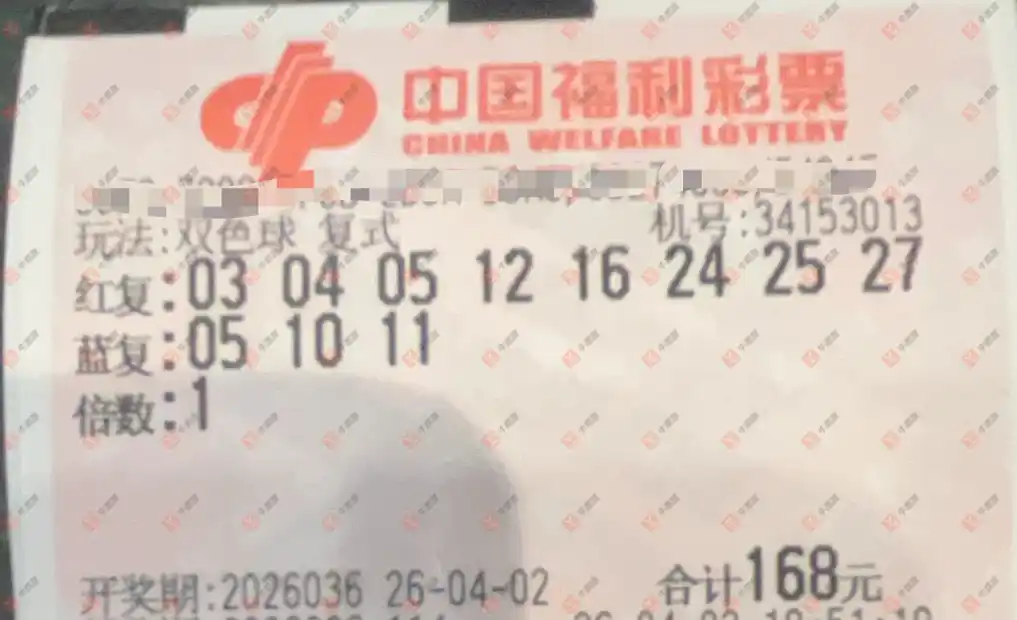 中国福利彩票
CHINA WELFARE LOTTERY
玩法:双色球 复式 机号:34153013
红复:03 04 05 12 16 24 25 27
蓝复:05 10 11
倍数:1
开奖期:2026036 26-04-02 合计168元